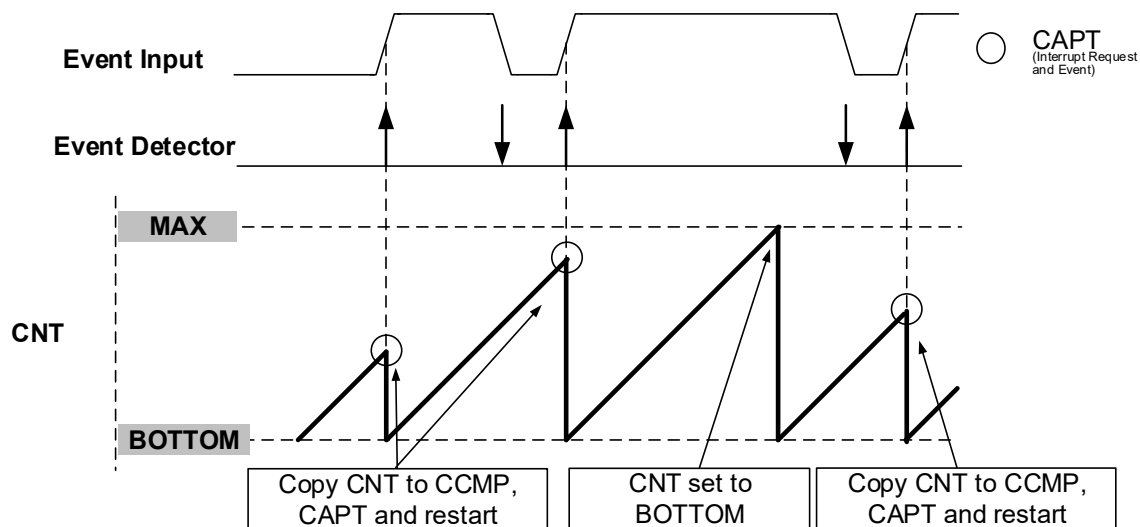 Event Input
CAPT
(Interrupt Request
and Event)
Event Detector
MAX
CNT
BOTTOM
Copy CNT to CCMP,
CAPT and restart
CNT set to
BOTTOM
Copy CNT to CCMP,
CAPT and restart